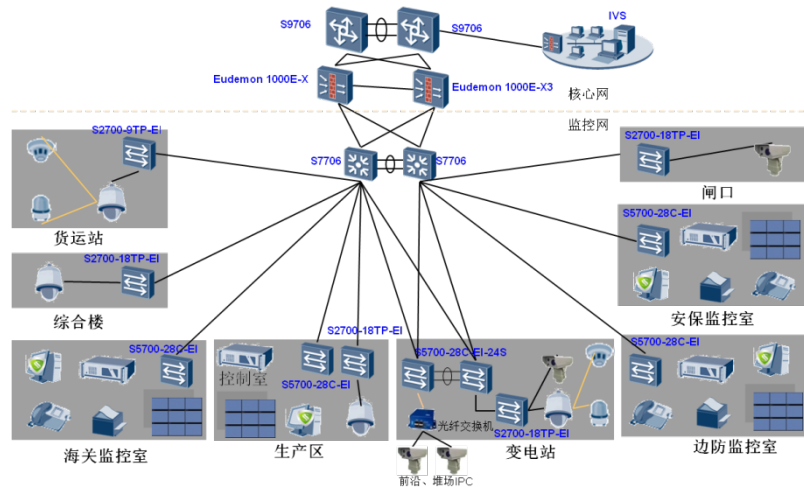 S9706
S9706
IVS
Eudemon 1000E-X
Eudemon 1000E-X3
核心网
监控网
S2700-9TP-EI
S7706
S7706
S2700-18TP-EI
货运站
闸口
S5700-28C-EI
S2700-18TP-EI
综合楼
安保监控室
S5700-28C-EI
控制室
S2700-18TP-EI
S5700-28C-EI
S5700-28C-EI-24S
S5700-28C-EI
光纤交换机
S2700-18TP-EI
海关监控室
生产区
变电站
边防监控室
前沿、堆场IPC